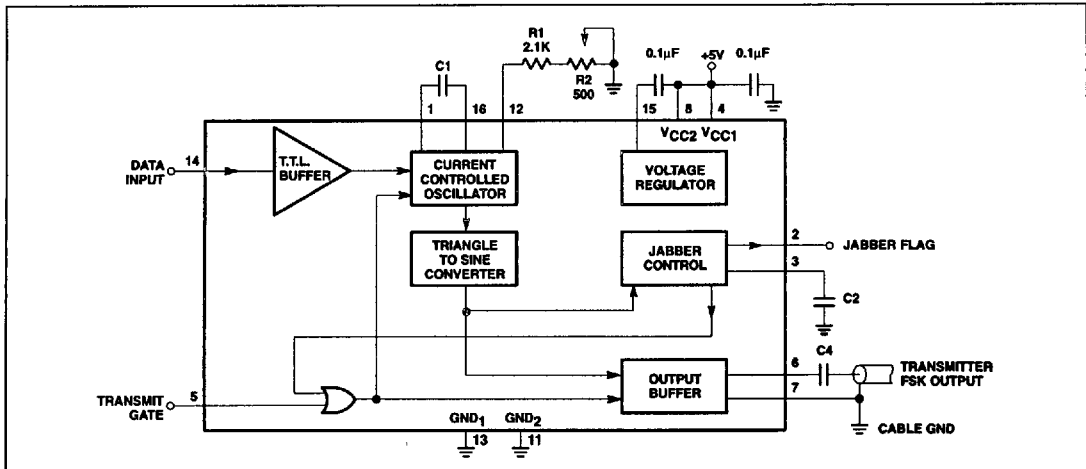 R1
2.1K
C1
R2
500
0.1μF
+5V
0.1μF
1
16
12
15
8
4
VCC2
VCC1
DATA
INPUT
14
T.T.L.
BUFFER
CURRENT
CONTROLLED
OSCILLATOR
VOLTAGE
REGULATOR
TRIANGLE
TO SINE
CONVERTER
JABBER
CONTROL
2
JABBER FLAG
3
C2
OUTPUT
BUFFER
6
C4
7
TRANSMITTER
FSK OUTPUT
CABLE GND
TRANSMIT
GATE
5
GND1
13
GND2
11